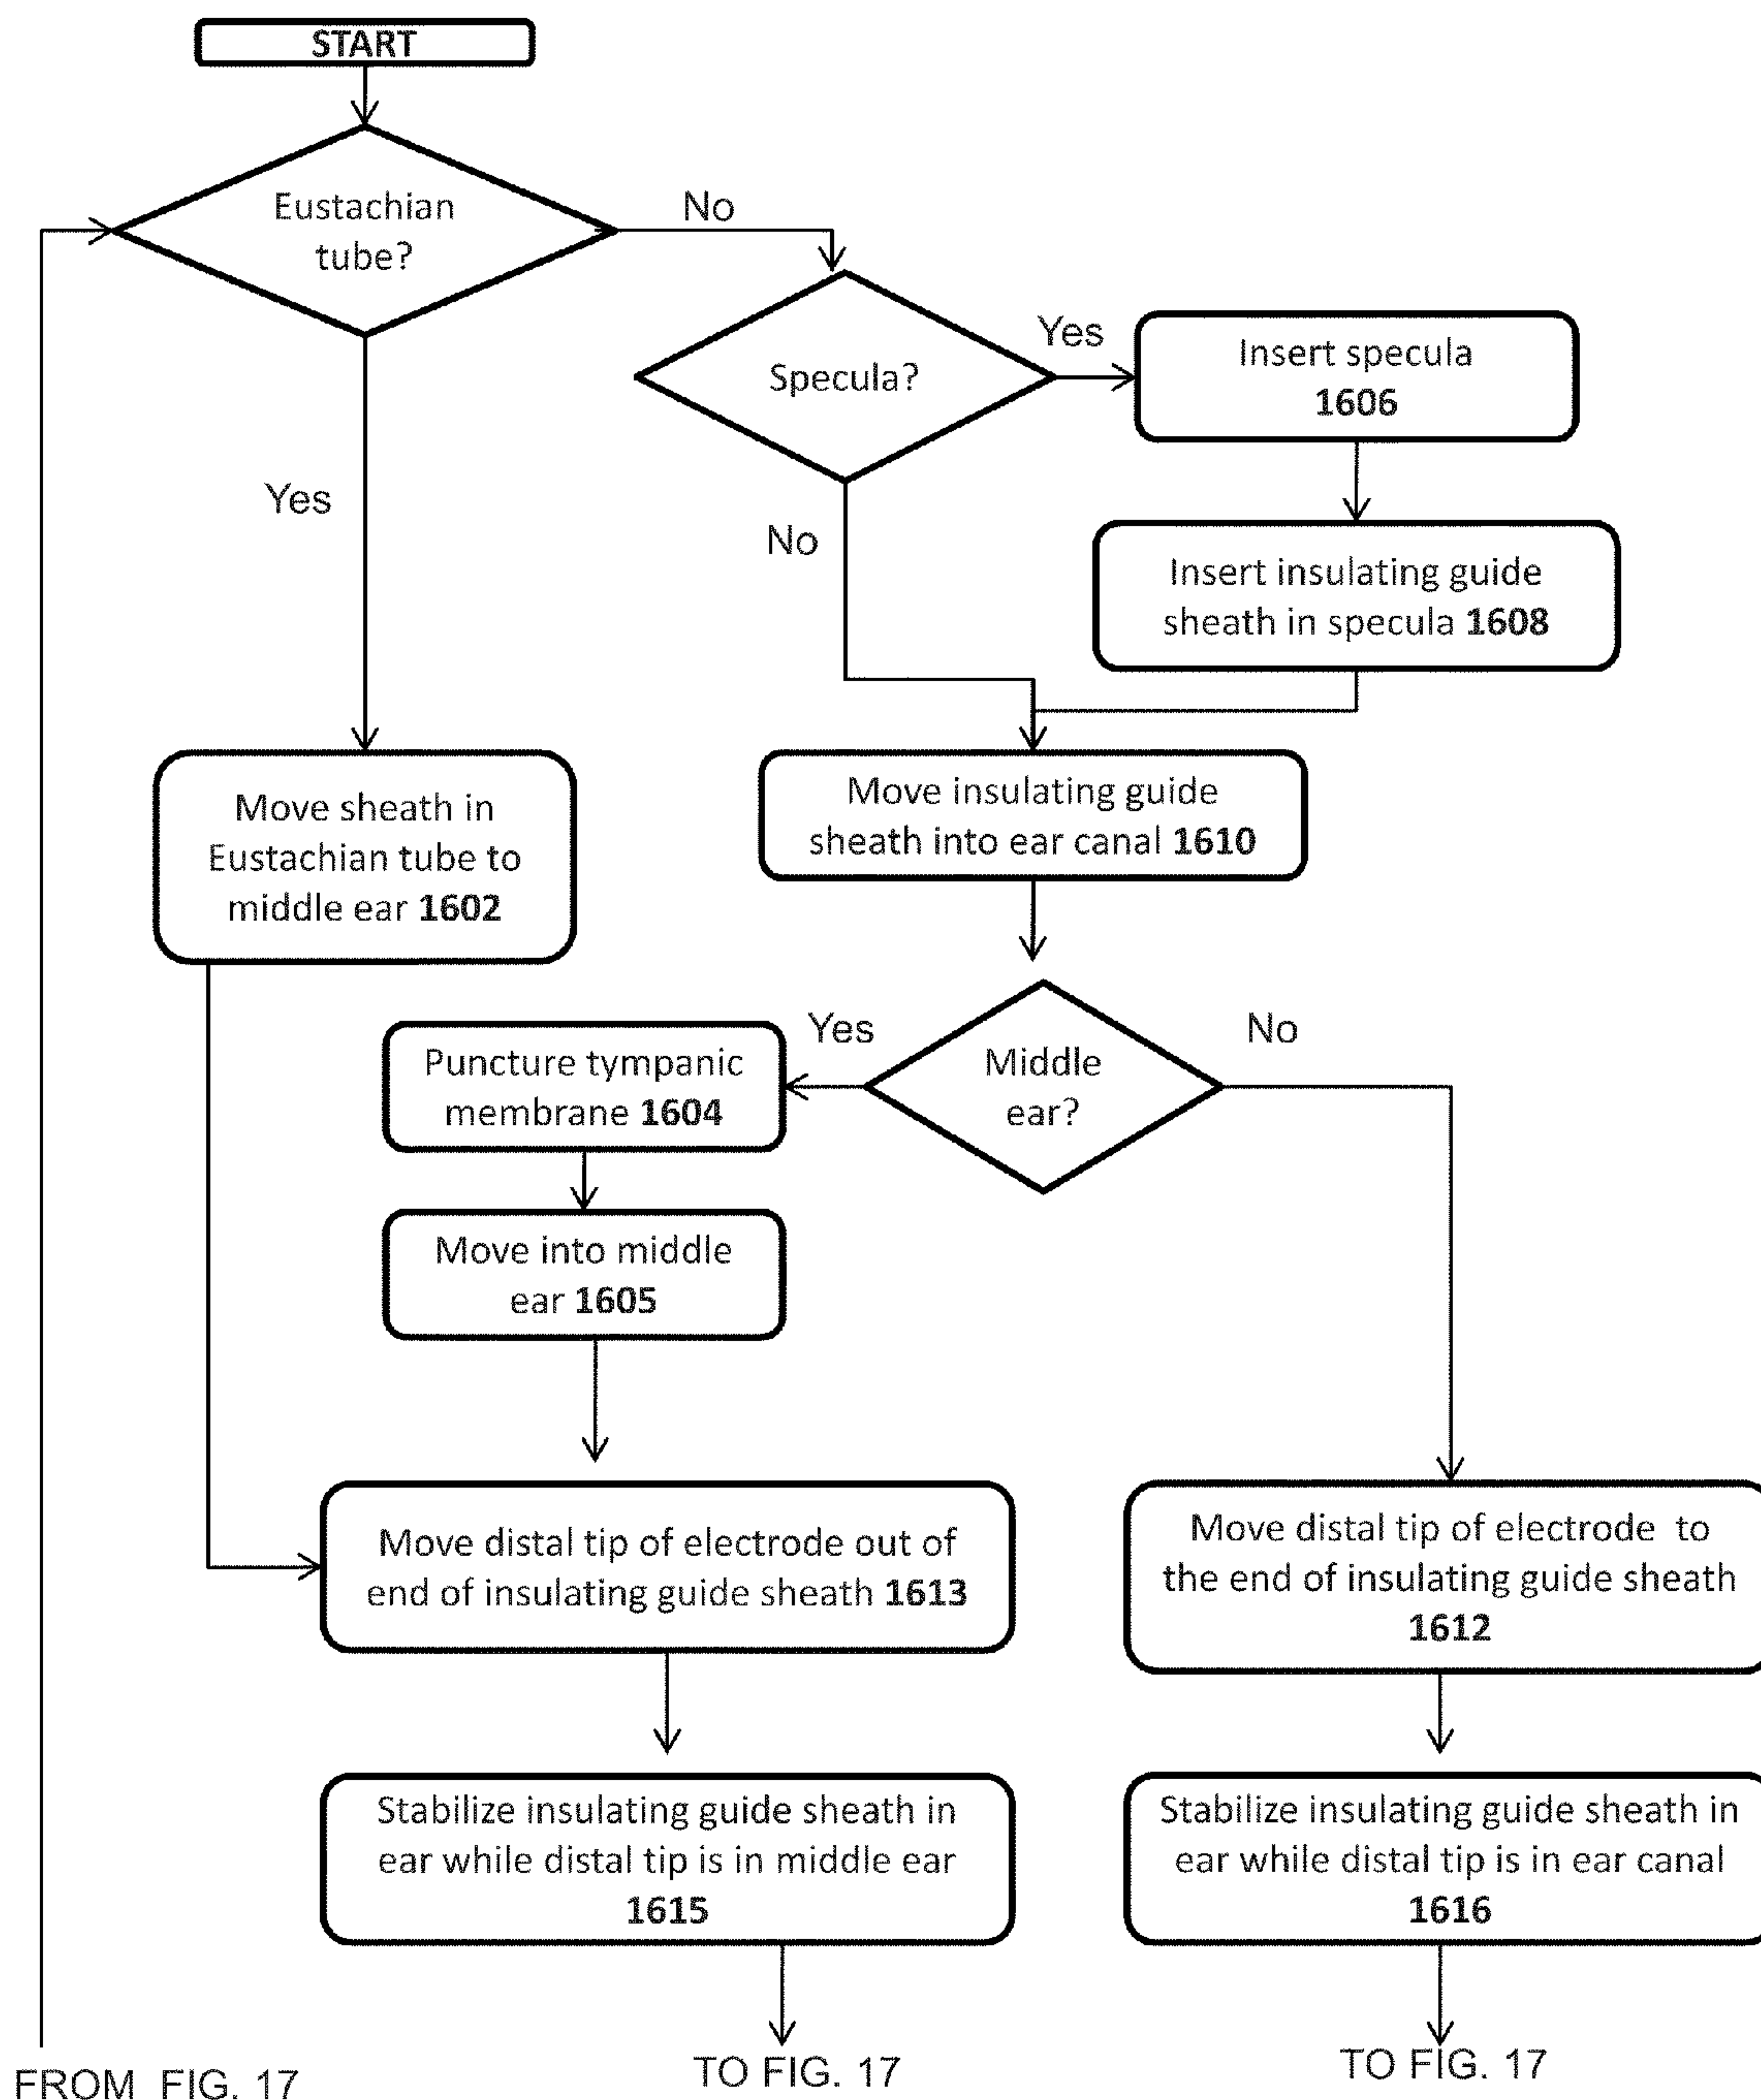 START
Eustachian
tube?
No
Specula?
Yes
Insert specula
1606
Yes
No
Insert insulating guide
sheath in specula 1608
Move sheath in
Eustachian tube to
middle ear 1602
Move insulating guide
sheath into ear canal 1610
Puncture tympanic
membrane 1604
Yes
Middle
ear?
No
Move into middle
ear 1605
Move distal tip of electrode out of
end of insulating guide sheath 1613
Move distal tip of electrode to
the end of insulating guide sheath
1612
Stabilize insulating guide sheath in
ear while distal tip is in middle ear
1615
Stabilize insulating guide sheath in
ear while distal tip is in ear canal
1616
FROM FIG. 17
TO FIG. 17
TO FIG. 17